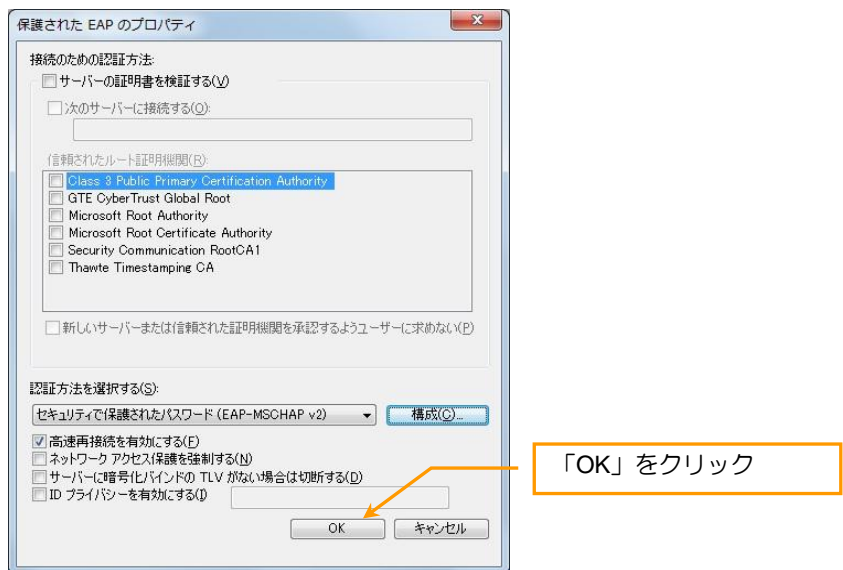 保護された EAP のプロパティ
接続のための認証方法:
サーバーの証明書を検証する(V)
次のサーバーに接続する(O):
信頼されたルート証明機関(R):
Class 3 Public Primary Certification Authority
GTE CyberTrust Global Root
Microsoft Root Authority
Microsoft Root Certificate Authority
Security Communication RootCA1
Thawte Timestamping CA
新しいサーバーまたは信頼された証明機関を承認するようユーザーに求めない(P)
認証方法を選択する(S):
セキュリティで保護されたパスワード (EAP-MSCHAP v2)
構成(C)...
高速再接続を有効にする(F)
ネットワーク アクセス保護を強制する(N)
サーバーに暗号化バインドの TLV がない場合は切断する(D)
ID プライバシーを有効にする(I)
「OK」をクリック
OK
キャンセル